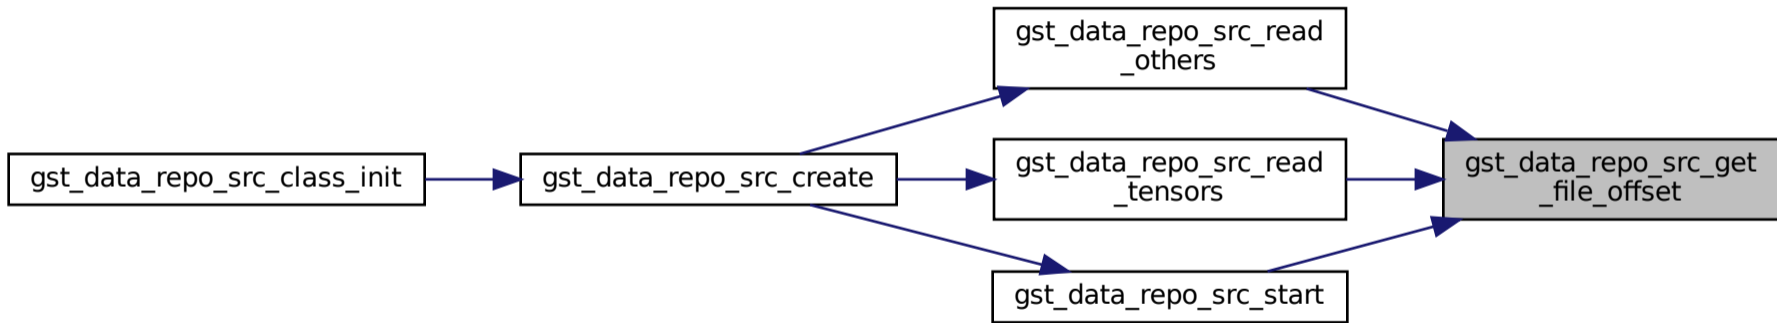 gst_data_repo_src_read
_others
gst_data_repo_src_class_init
gst_data_repo_src_create
gst_data_repo_src_read
_tensors
gst_data_repo_src_get
_file_offset
gst_data_repo_src_start